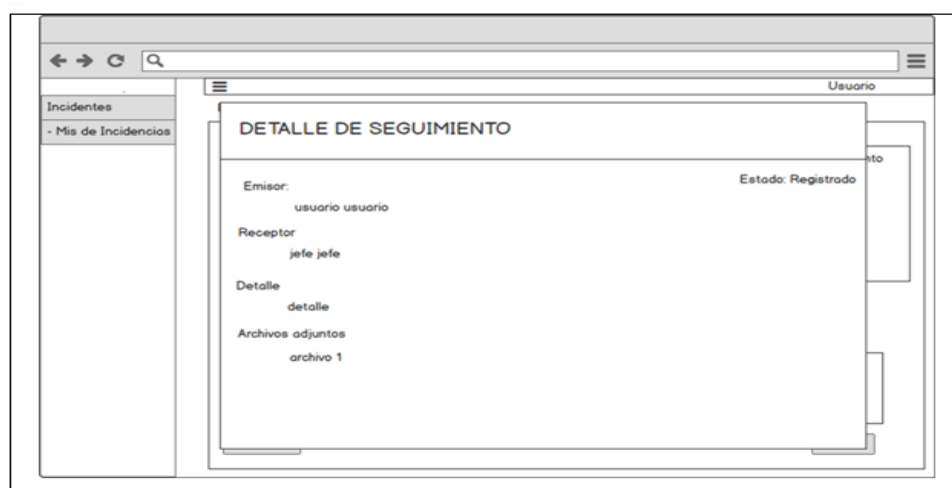 Usuario
Incidentes
- Mis de Incidencias
DETALLE DE SEGUIMIENTO
Estado: Registrado
Emisor:
usuario usuario
Receptor
jefe jefe
Detalle
detalle
Archivos adjuntos
archivo 1